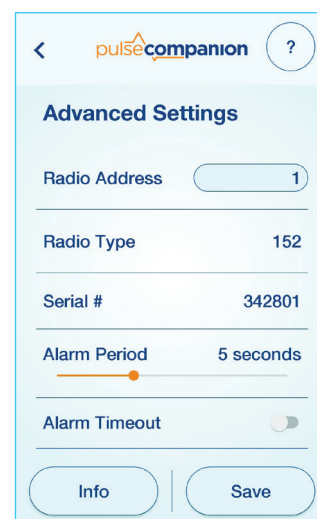 pulsecompanion ?
Advanced Settings
Radio Address 1
Radio Type 152
Serial # 342801
Alarm Period 5 seconds
Alarm Timeout
Info Save